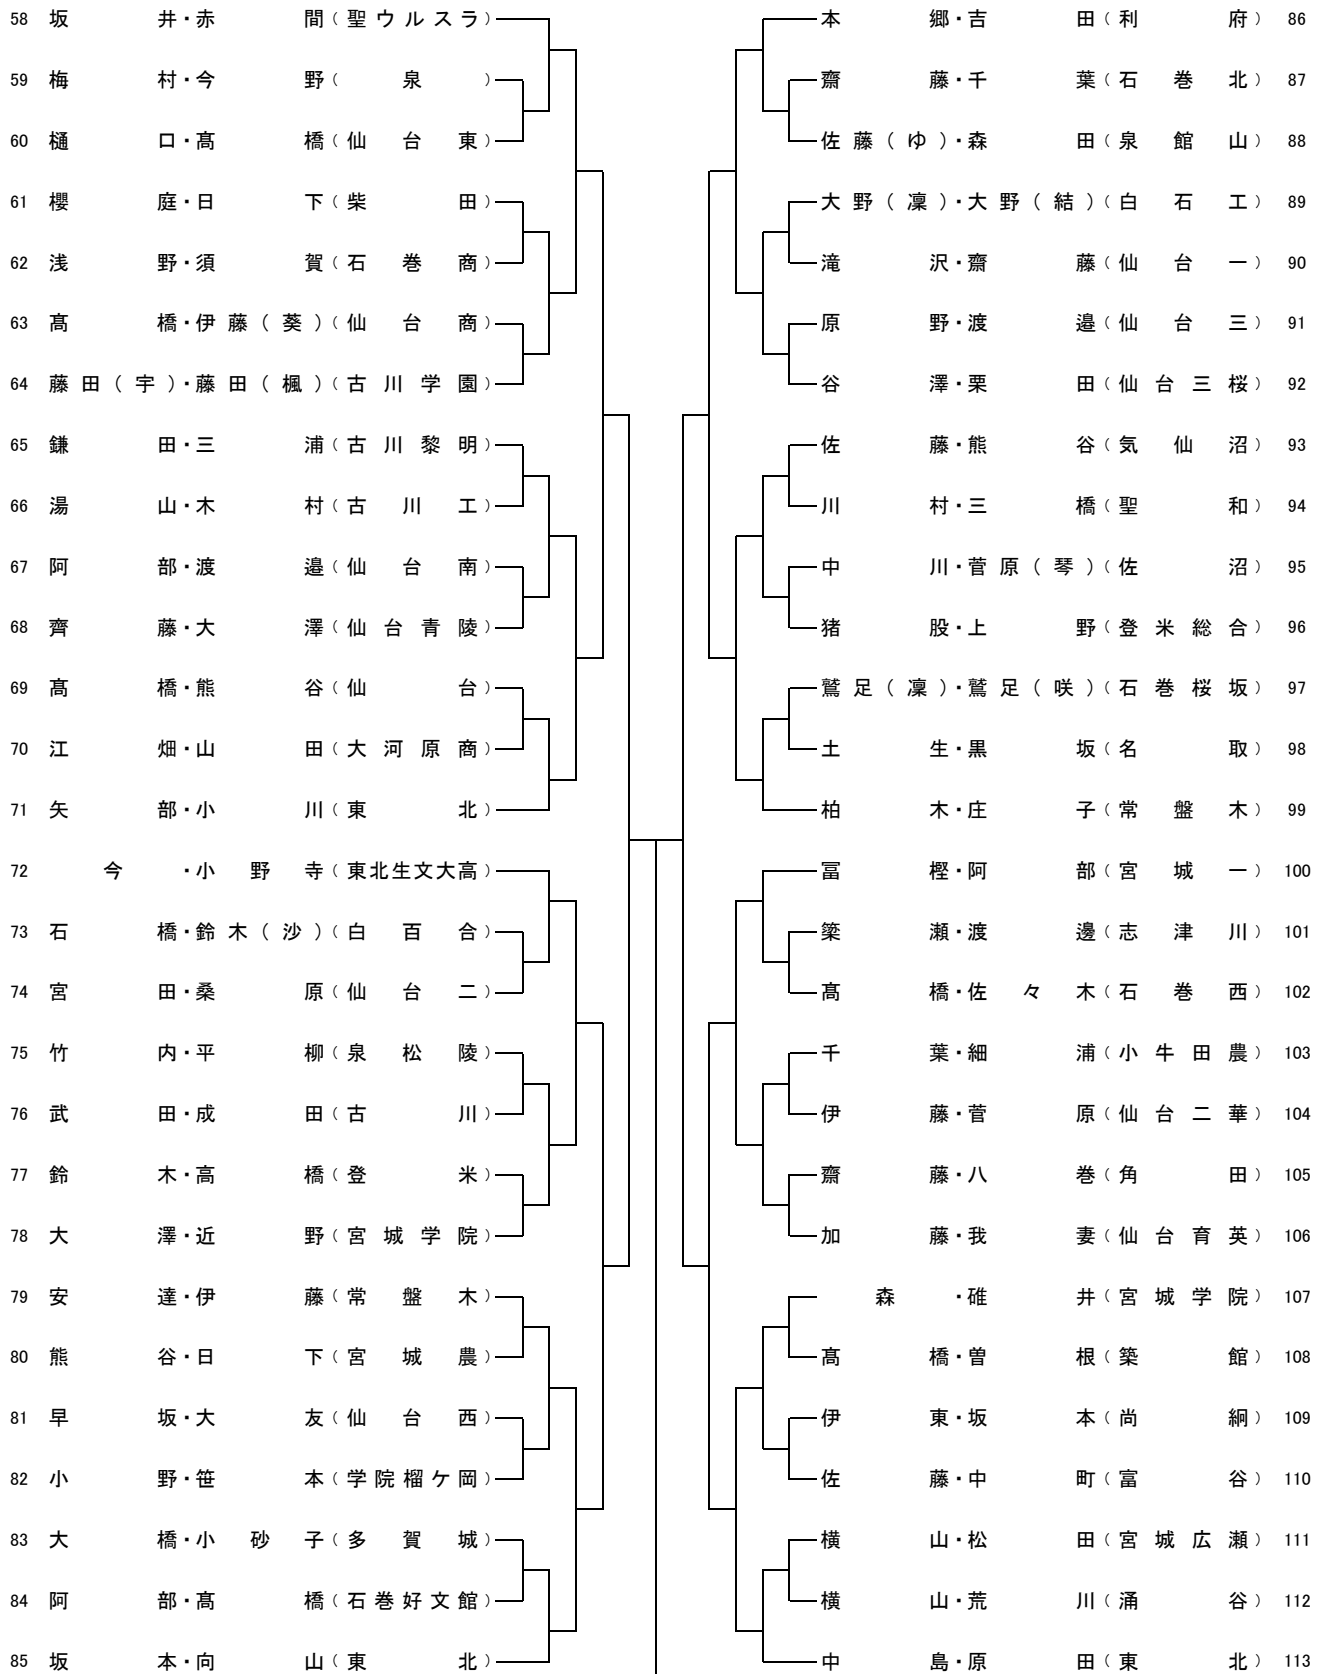 58 坂井・赤間（聖ウルスラ）
59 梅村・今野（泉）
60 樋口・髙橋（仙台東）
61 櫻庭・日下（柴田）
62 浅野・須賀（石巻商）
63 髙橋・伊藤（葵）（仙台商）
64 藤田（宇）・藤田（楓）（古川学園）
65 鎌田・三浦（古川黎明）
66 湯山・木村（古川工）
67 阿部・渡邉（仙台南）
68 齊藤・大澤（仙台青陵）
69 髙橋・熊谷（仙台）
70 江畑・山田（大河原商）
71 矢部・小川（東北）
72 今・小野寺（東北生文大高）
73 石橋・鈴木（沙）（白百合）
74 宮田・桑原（仙台二）
75 竹内・平柳（泉松陵）
76 武田・成田（古川）
77 鈴木・高橋（登米）
78 大澤・近野（宮城学院）
79 安達・伊藤（常盤木）
80 熊谷・日下（宮城農）
81 早坂・大友（仙台西）
82 小野・笹本（学院榴ケ岡）
83 大橋・小砂子（多賀城）
84 阿部・髙橋（石巻好文館）
85 坂本・向山（東北）
本郷・吉田（利府） 86
齋藤・千葉（石巻北） 87
佐藤（ゆ）・森田（泉館山） 88
大野（凜）・大野（結）（白石工） 89
滝沢・齋藤（仙台一） 90
原野・渡邉（仙台三） 91
谷澤・栗田（仙台三桜） 92
佐藤・熊谷（気仙沼） 93
川村・三橋（聖和） 94
中川・菅原（琴）（佐沼） 95
猪股・上野（登米総合） 96
鷲足（凜）・鷲足（咲）（石巻桜坂） 97
土生・黒坂（名取） 98
柏木・庄子（常盤木） 99
冨樫・阿部（宮城一） 100
簗瀬・渡邊（志津川） 101
髙橋・佐々木（石巻西） 102
千葉・細浦（小牛田農） 103
伊藤・菅原（仙台二華） 104
齋藤・八巻（角田） 105
加藤・我妻（仙台育英） 106
森・碓井（宮城学院） 107
髙橋・曽根（築館） 108
伊東・坂本（尚絅） 109
佐藤・中町（富谷） 110
横山・松田（宮城広瀬） 111
横山・荒川（涌谷） 112
中島・原田（東北） 113